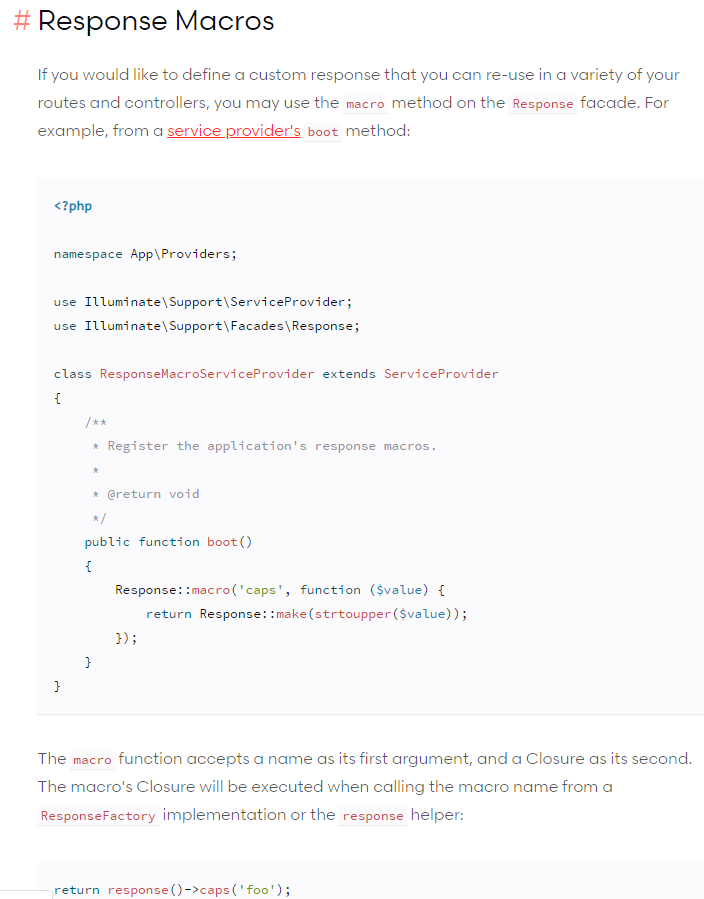 # Response Macros
If you would like to define a custom response that you can re-use in a variety of your
routes and controllers, you may use the macro method on the Response facade. For
example, from a service provider's boot method:
<?php
namespace App\Providers;
use Illuminate\Support\ServiceProvider;
use Illuminate\Support\Facades\Response;
class ResponseMacroServiceProvider extends ServiceProvider
{
    /**
     * Register the application's response macros.
     *
     * @return void
     */
    public function boot()
    {
        Response::macro('caps', function ($value) {
            return Response::make(strtoupper($value));
        });
    }
}
The macro function accepts a name as its first argument, and a Closure as its second.
The macro's Closure will be executed when calling the macro name from a
ResponseFactory implementation or the response helper:
return response()->caps('foo');